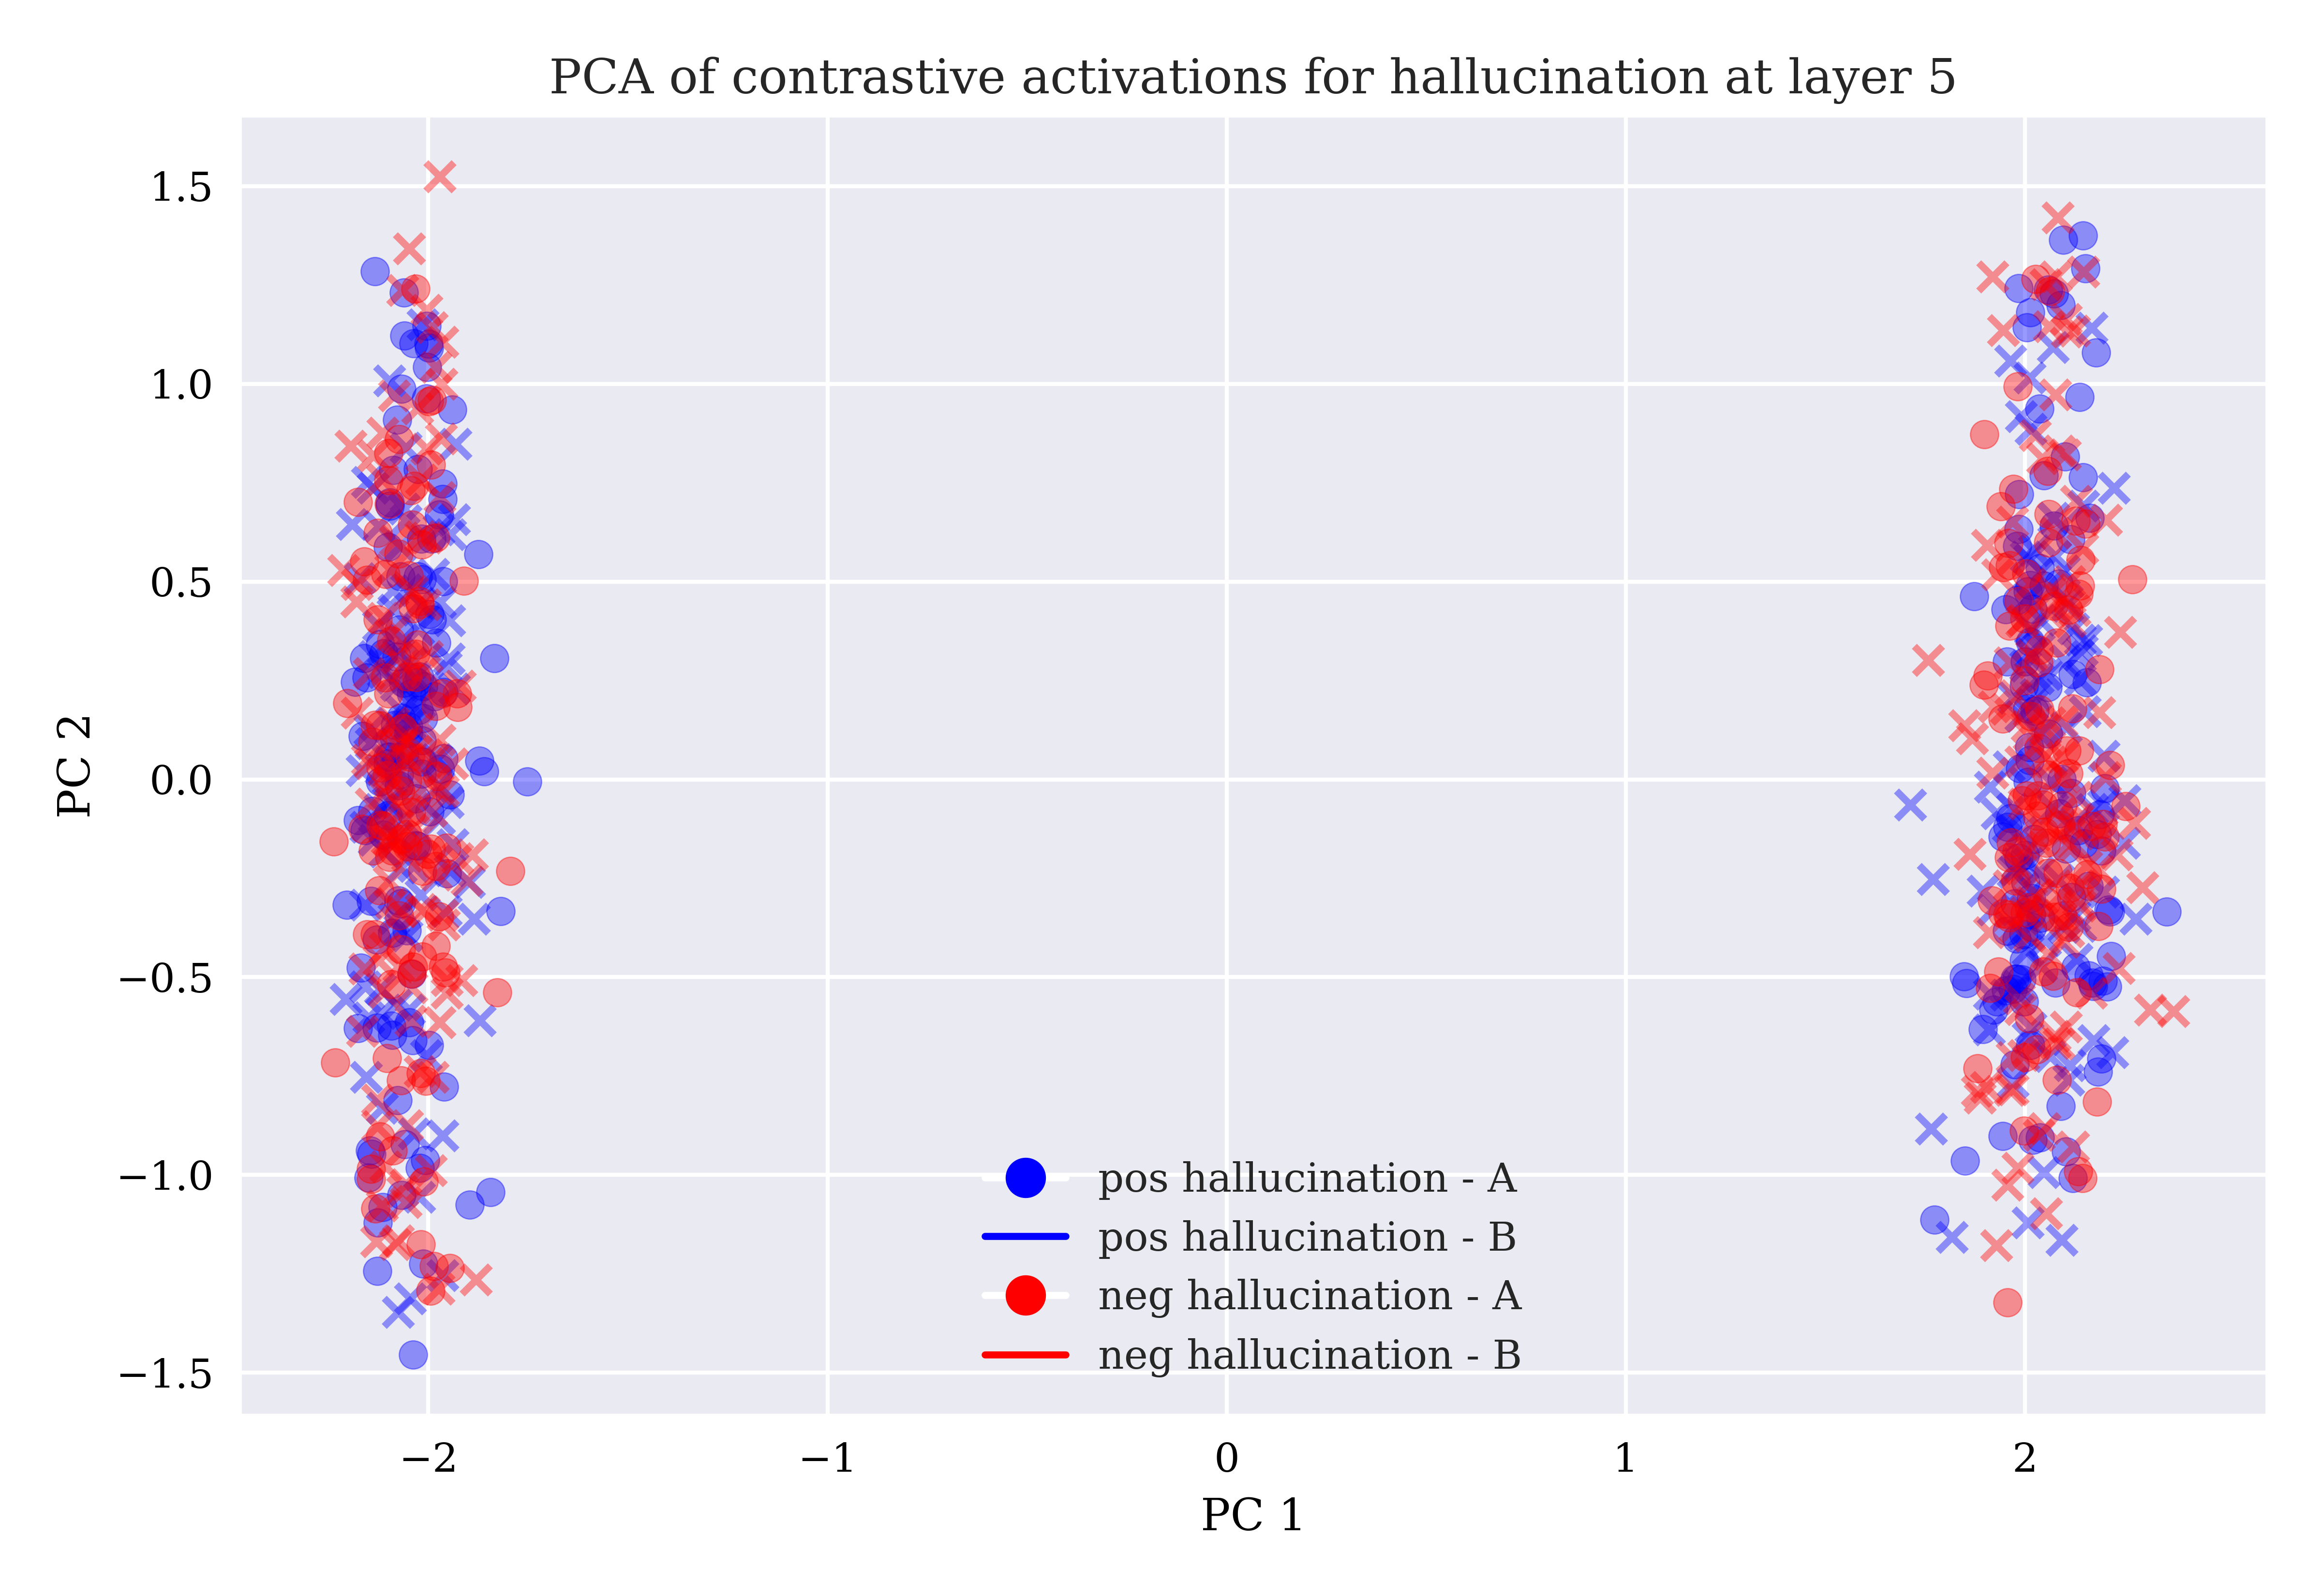 PCA of contrastive activations for hallucination at layer 5
1.5
1.0
0.5
0.0
−0.5
−1.0
−1.5
PC 2
pos hallucination - A
pos hallucination - B
neg hallucination - A
neg hallucination - B
−2
−1
0
1
2
PC 1